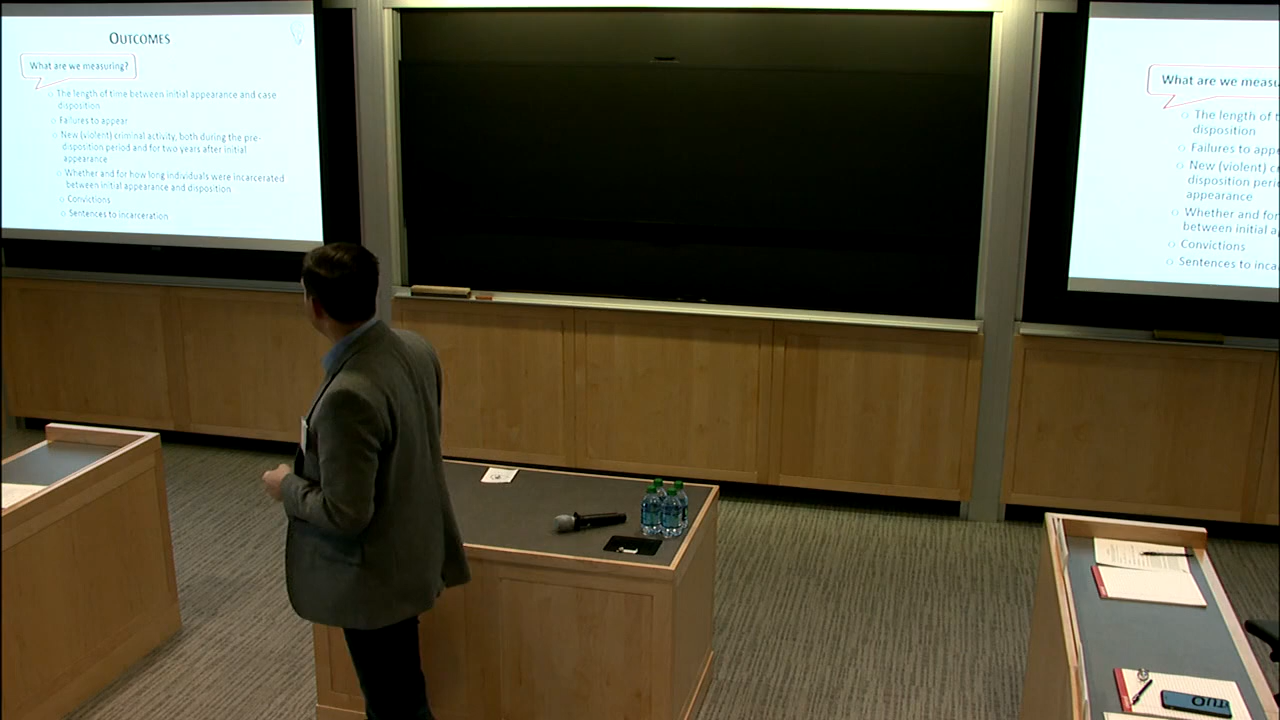 OUTCOMES
What are we measuring?
○ The length of time between initial appearance and case
disposition
○ Failures to appear
○ New (violent) criminal activity, both during the pre-
disposition period and for two years after initial
appearance
○ Whether and for how long individuals were incarcerated
between initial appearance and disposition
○ Convictions
○ Sentences to incarceration
What are we measu
○ The length of t
disposition
○ Failures to appe
○ New (violent) c
disposition peri
appearance
○ Whether and for
between initial a
○ Convictions
○ Sentences to inca